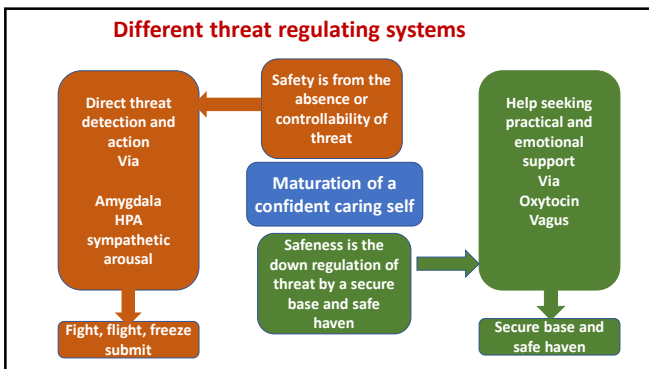 Different threat regulating systems
Direct threat
detection and
action
Via
Amygdala
HPA
sympathetic
arousal
Fight, flight, freeze
submit
Safety is from the
absence or
controllability of
threat
Maturation of a
confident caring self
Safeness is the
down regulation of
threat by a secure
base and safe
haven
Help seeking
practical and
emotional
support
Via
Oxytocin
Vagus
Secure base and
safe haven